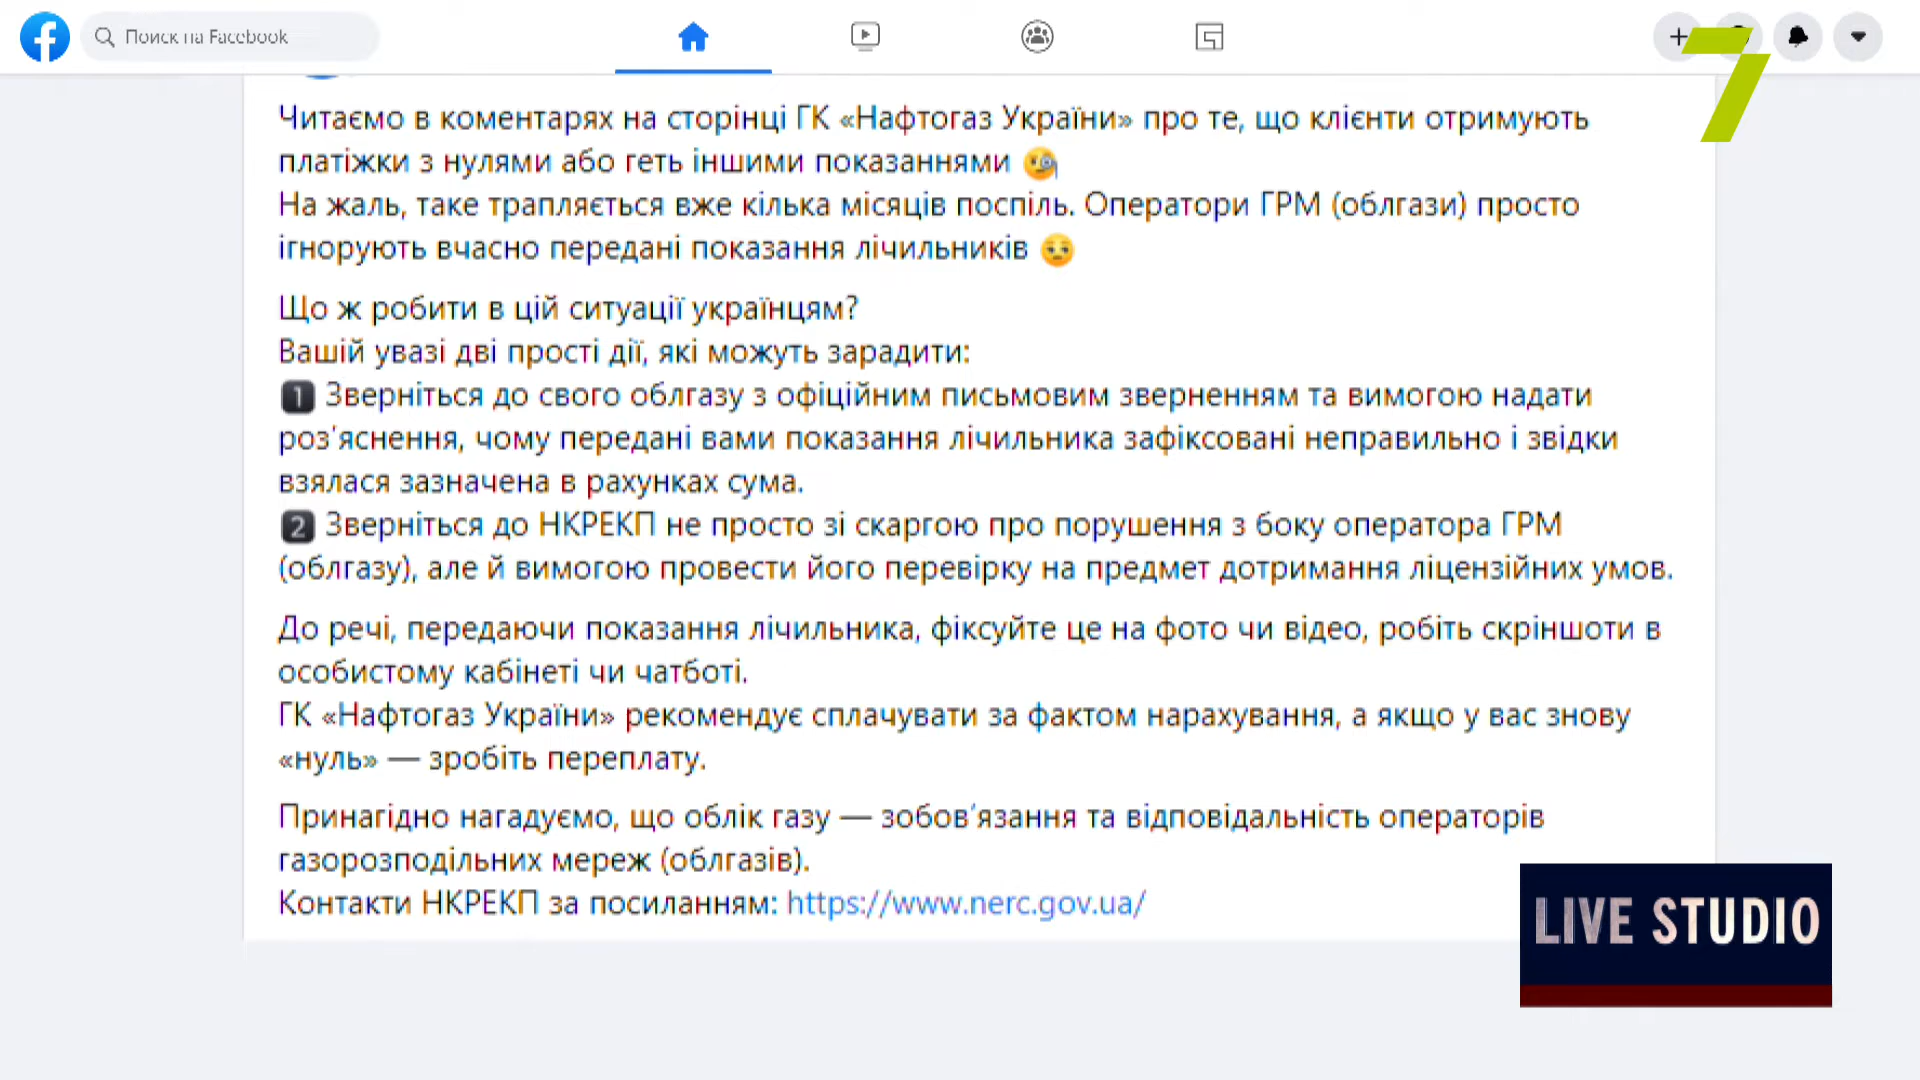 Поиск на Facebook
7
Читаємо в коментарях на сторінці ГК «Нафтогаз України» про те, що клієнти отримують
платіжки з нулями або геть іншими показаннями 🧐
На жаль, таке трапляється вже кілька місяців поспіль. Оператори ГРМ (облгази) просто
ігнорують вчасно передані показання лічильників 😒
Що ж робити в цій ситуації українцям?
Вашій увазі дві прості дії, які можуть зарадити:
1 Зверніться до свого облгазу з офіційним письмовим зверненням та вимогою надати
роз’яснення, чому передані вами показання лічильника зафіксовані неправильно і звідки
взялася зазначена в рахунках сума.
2 Зверніться до НКРЕКП не просто зі скаргою про порушення з боку оператора ГРМ
(облгазу), але й вимогою провести його перевірку на предмет дотримання ліцензійних умов.
До речі, передаючи показання лічильника, фіксуйте це на фото чи відео, робіть скріншоти в
особистому кабінеті чи чатботі.
ГК «Нафтогаз України» рекомендує сплачувати за фактом нарахування, а якщо у вас знову
«нуль» — зробіть переплату.
Принагідно нагадуємо, що облік газу — зобов’язання та відповідальність операторів
газорозподільних мереж (облгазів).
Контакти НКРЕКП за посиланням: https://www.nerc.gov.ua/
LIVE STUDIO